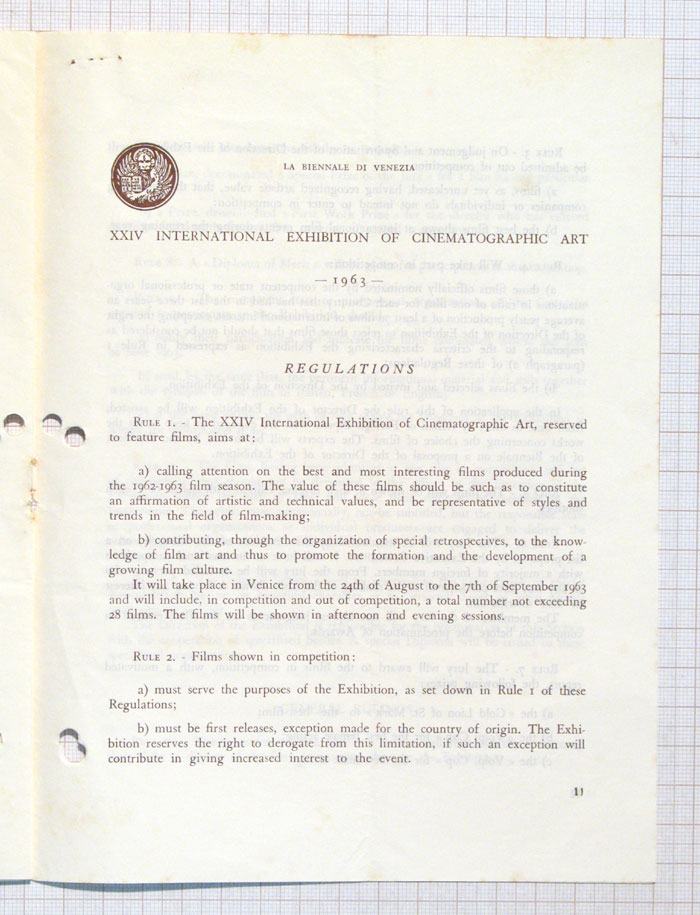 LA BIENNALE DI VENEZIA
XXIV INTERNATIONAL EXHIBITION OF CINEMATOGRAPHIC ART
— 1963 —
REGULATIONS
RULE 1. - The XXIV International Exhibition of Cinematographic Art, reserved
to feature films, aims at:
a) calling attention on the best and most interesting films produced during
the 1962-1963 film season. The value of these films should be such as to constitute
an affirmation of artistic and technical values, and be representative of styles and
trends in the field of film-making;
b) contributing, through the organization of special retrospectives, to the know-
ledge of film art and thus to promote the formation and the development of a
growing film culture.
It will take place in Venice from the 24th of August to the 7th of September 1963
and will include, in competition and out of competition, a total number not exceeding
28 films. The films will be shown in afternoon and evening sessions.
RULE 2. - Films shown in competition:
a) must serve the purposes of the Exhibition, as set down in Rule 1 of these
Regulations;
b) must be first releases, exception made for the country of origin. The Exhi-
bition reserves the right to derogate from this limitation, if such an exception will
contribute in giving increased interest to the event.
11